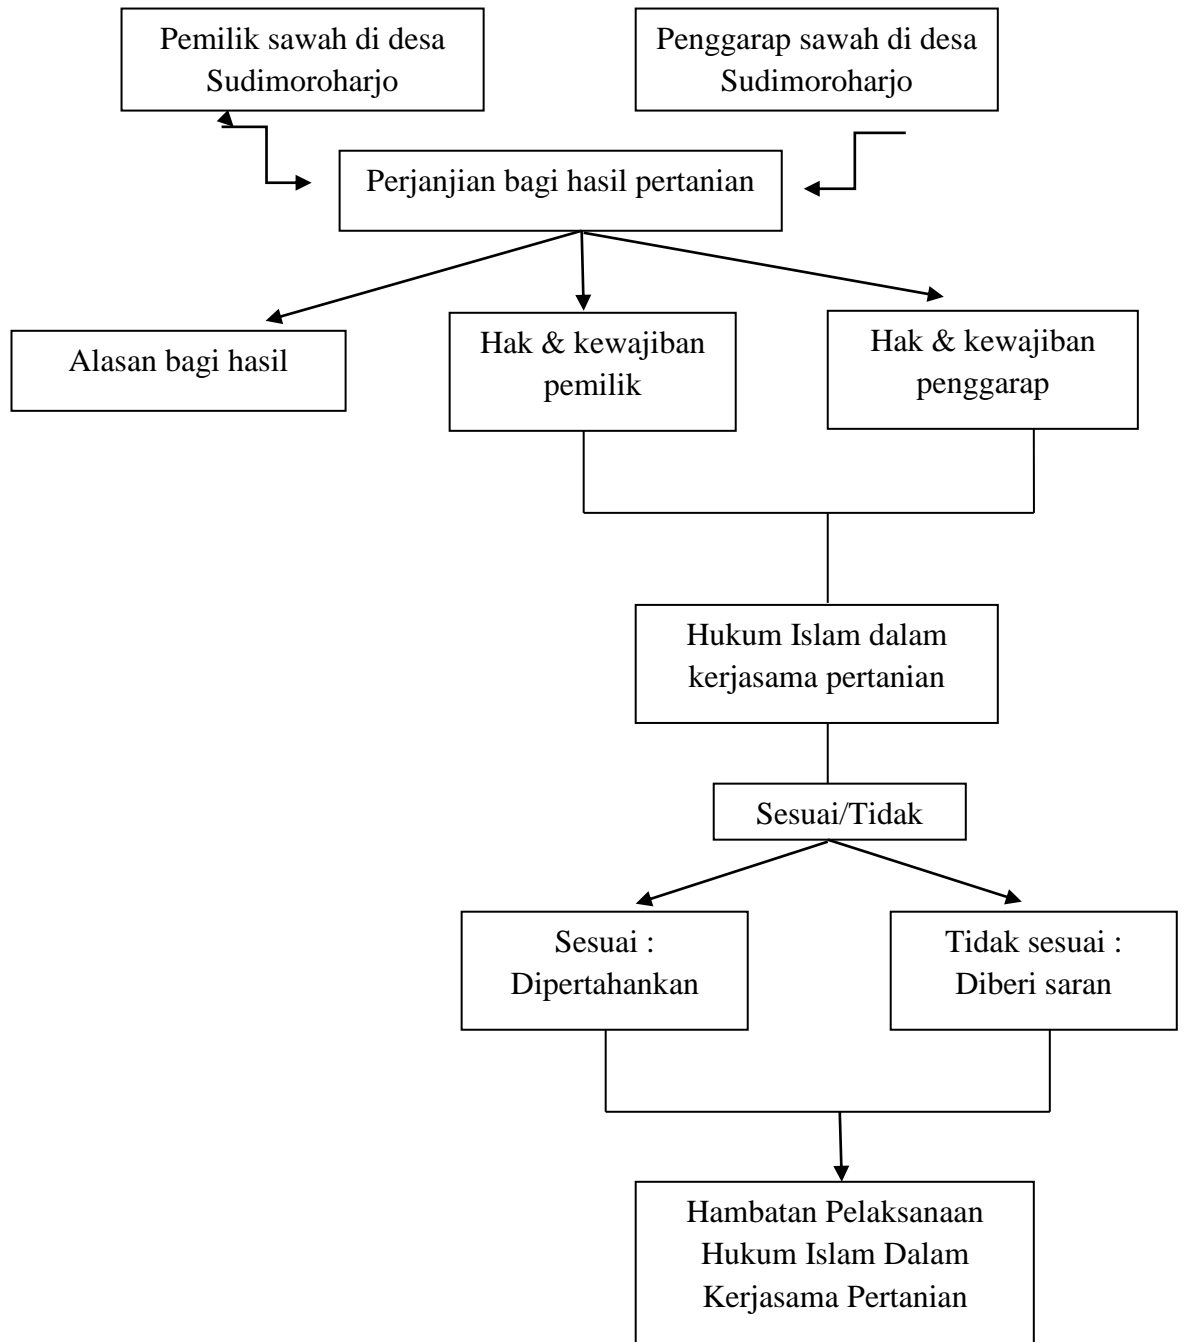 Pemilik sawah di desa
Sudimoroharjo
Penggarap sawah di desa
Sudimoroharjo
Perjanjian bagi hasil pertanian
Alasan bagi hasil
Hak & kewajiban
pemilik
Hak & kewajiban
penggarap
Hukum Islam dalam
kerjasama pertanian
Sesuai/Tidak
Sesuai :
Dipertahankan
Tidak sesuai :
Diberi saran
Hambatan Pelaksanaan
Hukum Islam Dalam
Kerjasama Pertanian